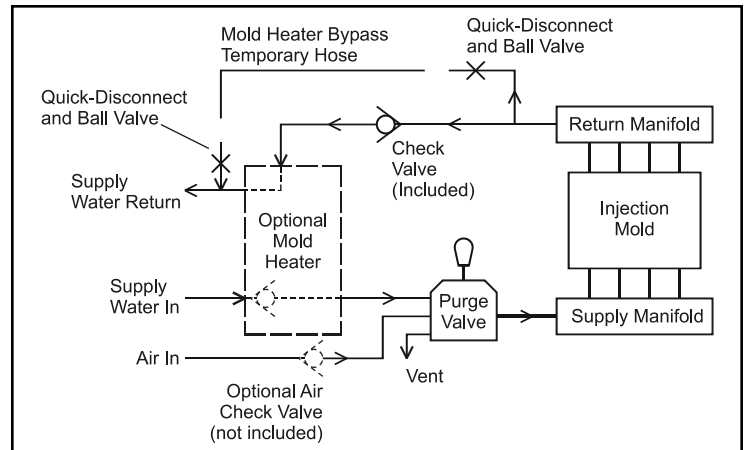 Mold Heater Bypass
Temporary Hose
Quick-Disconnect
and Ball Valve
Quick-Disconnect
and Ball Valve
Return Manifold
Check
Valve
(Included)
Supply
Water Return
Optional
Mold
Heater
Injection
Mold
Supply
Water In
Purge
Valve
Supply Manifold
Air In
Vent
Optional Air
Check Valve
(not included)